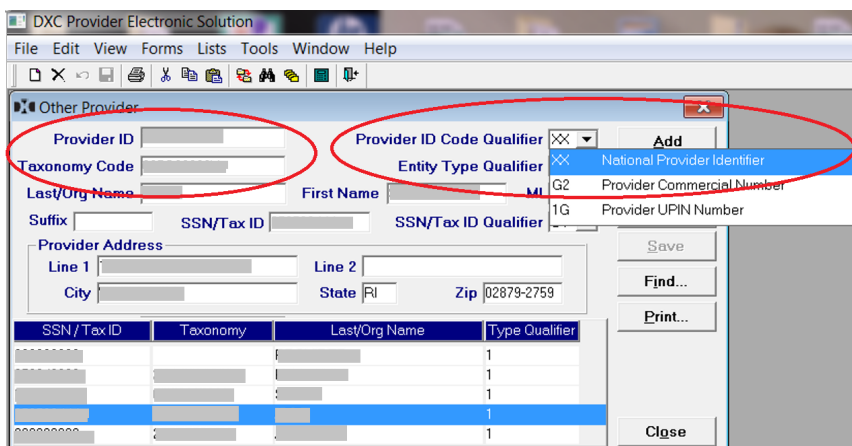 DXC Provider Electronic Solution
File Edit View Forms Lists Tools Window Help
Other Provider
Provider ID Provider ID Code Qualifier XX Add
Taxonomy Code Entity Type Qualifier XX National Provider Identifier
Last/Org Name First Name MI G2 Provider Commercial Number
Suffix SSN/Tax ID SSN/Tax ID Qualifier 1G Provider UPIN Number
Provider Address Save
Line 1 Line 2
Find...
City State RI Zip 02879-2759
Print...
SSN / Tax ID Taxonomy Last/Org Name Type Qualifier
1
1
1
1
1
Close